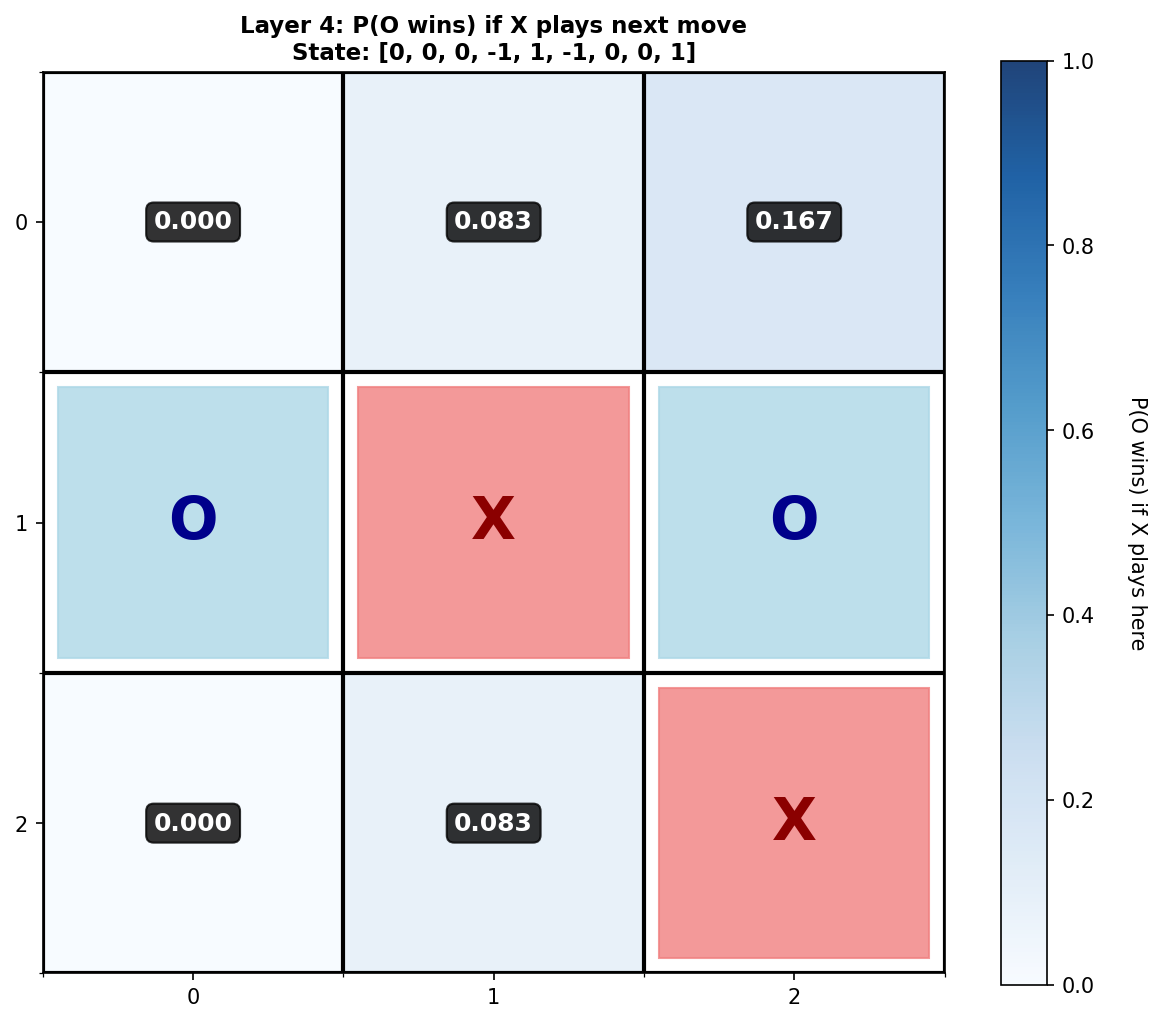 Layer 4: P(O wins) if X plays next move
State: [0, 0, 0, -1, 1, -1, 0, 0, 1]
0
0.000
0.083
0.167
1
O
X
O
2
0.000
0.083
X
0
1
2
1.0
0.8
0.6
0.4
0.2
0.0
P(O wins) if X plays here